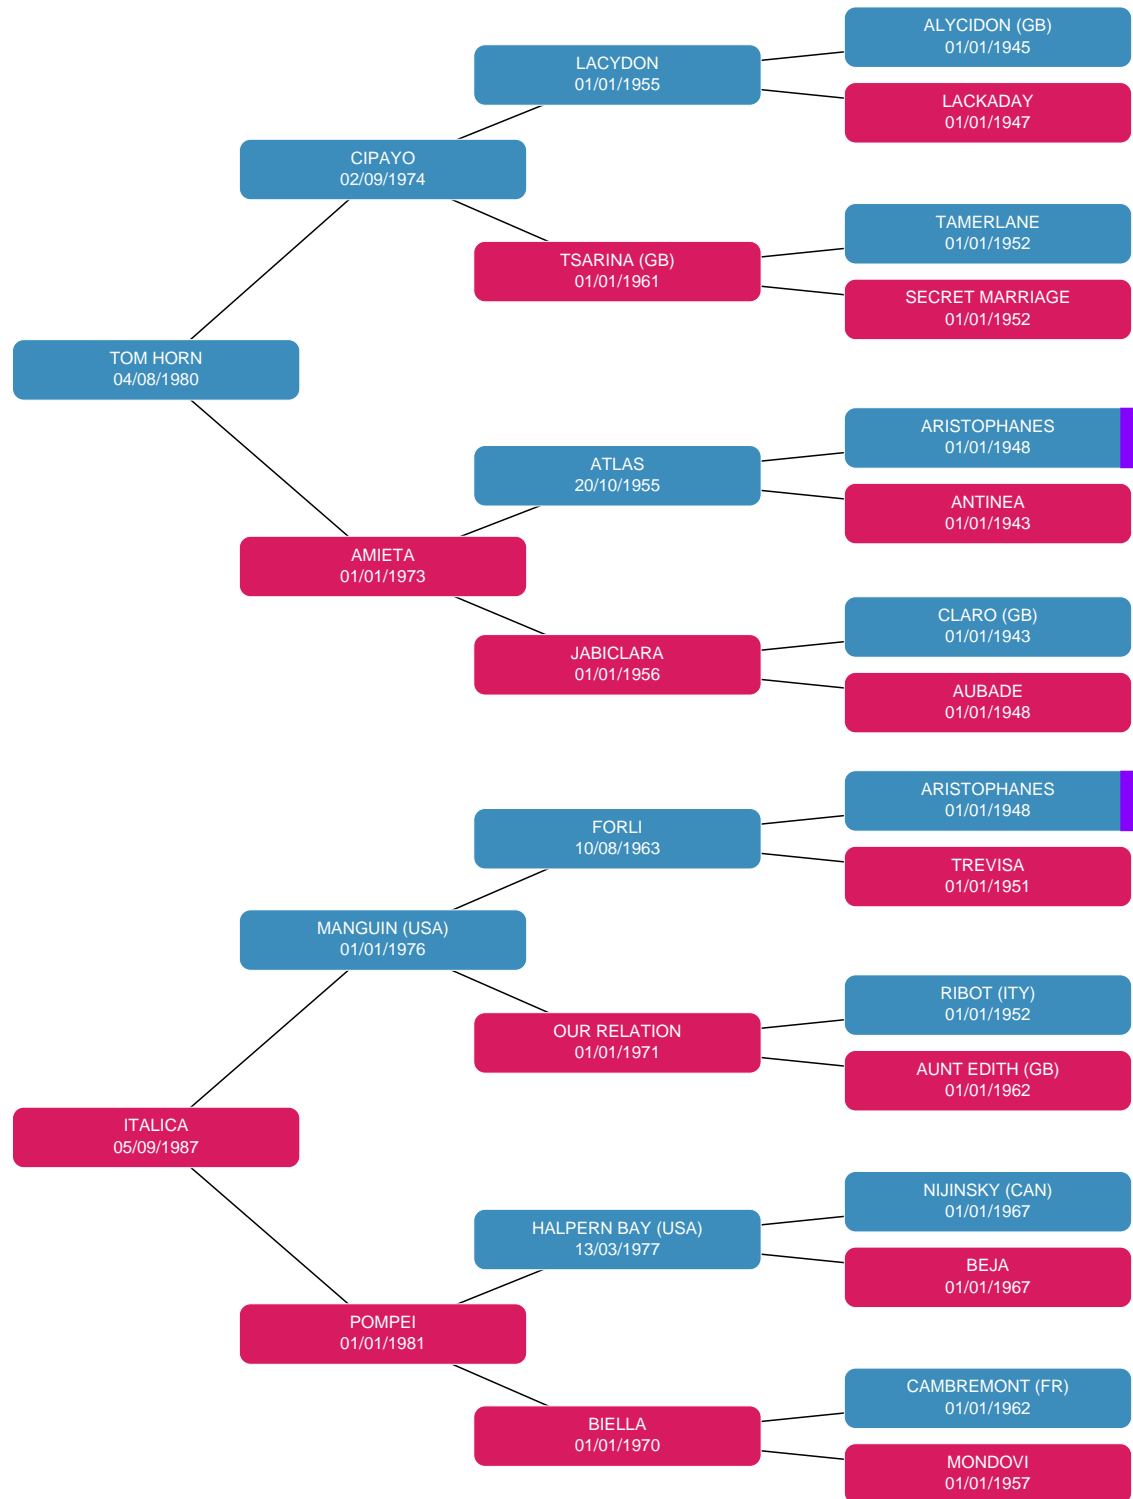 ALYCIDON (GB)
01/01/1945
LACYDON
01/01/1955
LACKADAY
01/01/1947
CIPAYO
02/09/1974
TAMERLANE
01/01/1952
TSARINA (GB)
01/01/1961
SECRET MARRIAGE
01/01/1952
TOM HORN
04/08/1980
ARISTOPHANES
01/01/1948
ATLAS
20/10/1955
ANTINEA
01/01/1943
AMIETA
01/01/1973
CLARO (GB)
01/01/1943
JABICLARA
01/01/1956
AUBADE
01/01/1948
ARISTOPHANES
01/01/1948
FORLI
10/08/1963
TREVISA
01/01/1951
MANGUIN (USA)
01/01/1976
RIBOT (ITY)
01/01/1952
OUR RELATION
01/01/1971
AUNT EDITH (GB)
01/01/1962
ITALICA
05/09/1987
NIJINSKY (CAN)
01/01/1967
HALPERN BAY (USA)
13/03/1977
BEJA
01/01/1967
POMPEI
01/01/1981
CAMBREMONT (FR)
01/01/1962
BIELLA
01/01/1970
MONDOVI
01/01/1957